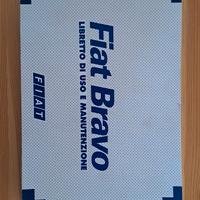 Fiat Bravo
LIBRETTO DI USO E MANUTENZIONE
FIAT